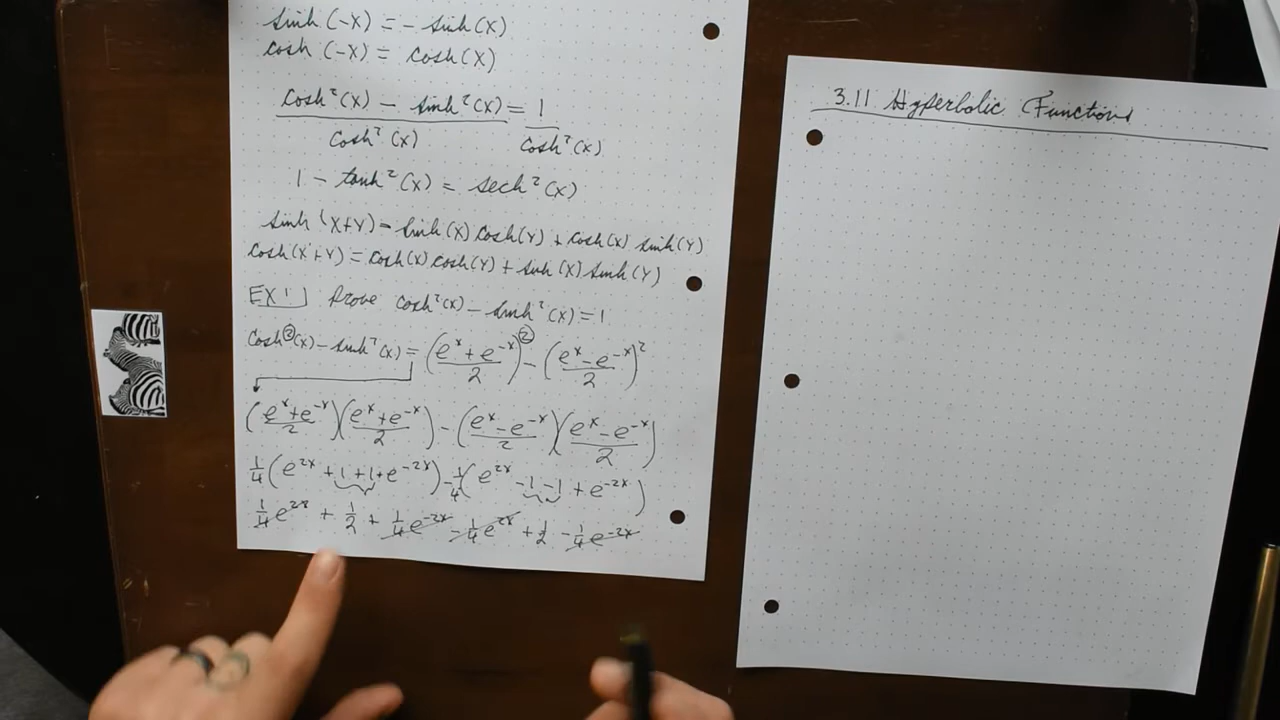 sinh (-x) = - sinh(x)
cosh (-x) = cosh(x)
cosh²(x) - sinh²(x) = 1
cosh²(x) cosh²(x)
1 - tanh²(x) = sech²(x)
sinh(x+y) = sinh(x) cosh(y) + cosh(x) sinh(y)
cosh(x+y) = cosh(x) cosh(y) + sinh(x) sinh(y)
EX 1 Prove cosh²(x) - sinh²(x) = 1
cosh²(x) - sinh²(x) = (e^x + e^-x / 2)² - (e^x - e^-x / 2)²
(e^x + e^-x / 2)(e^x + e^-x / 2) - (e^x - e^-x / 2)(e^x - e^-x / 2)
1/4 (e^2x + 1 + 1 + e^-2x) - 1/4 (e^2x - 1 - 1 + e^-2x)
1/4 e^2x + 1/2 + 1/4 e^-2x - 1/4 e^2x + 1/2 - 1/4 e^-2x
3.11 Hyperbolic Functions